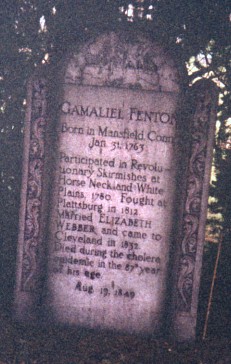 GAMALIEL FENTON
Born in Mansfield Conn
Jan. 31, 1763
Participated in Revolu-
tionary Skirmishes at
Horse Neck and White
Plains, 1780. Fought at
Plattsburg in 1812
Married ELIZABETH
WEBBER and came to
Cleveland in 1832.
Died during the cholera
epidemic in the 87th year
of his age
Aug 19, 1849